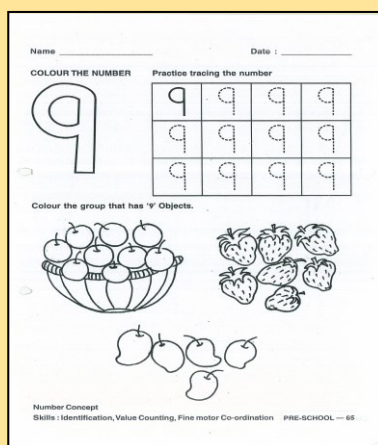 Name ____________________ Date : _______________
COLOUR THE NUMBER Practice tracing the number
9 9 9 9 9
9 9 9 9
9 9 9 9
Colour the group that has '9' Objects.
Number Concept
Skills : Identification, Value Counting, Fine motor Co-ordination PRE-SCHOOL — 65